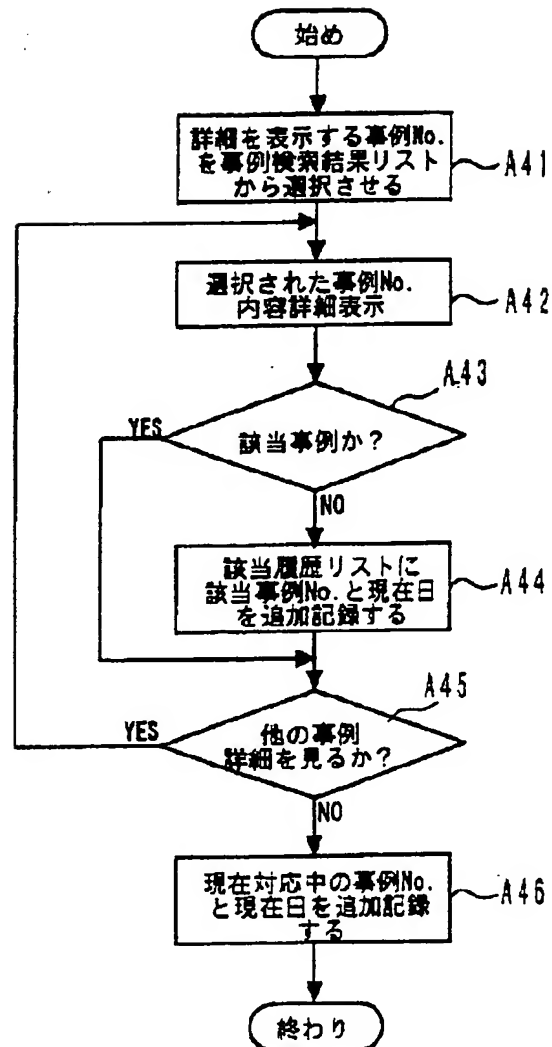 始め
詳細を表示する事例No.
を事例検索結果リスト
から選択させる
A41
選択された事例No.
内容詳細表示
A42
A43
YES
該当事例か?
NO
該当履歴リストに
該当事例No.と現在日
を追加記録する
A44
A45
YES
他の事例
詳細を見るか?
NO
現在対応中の事例No.
と現在日を追加記録
する
A46
終わり